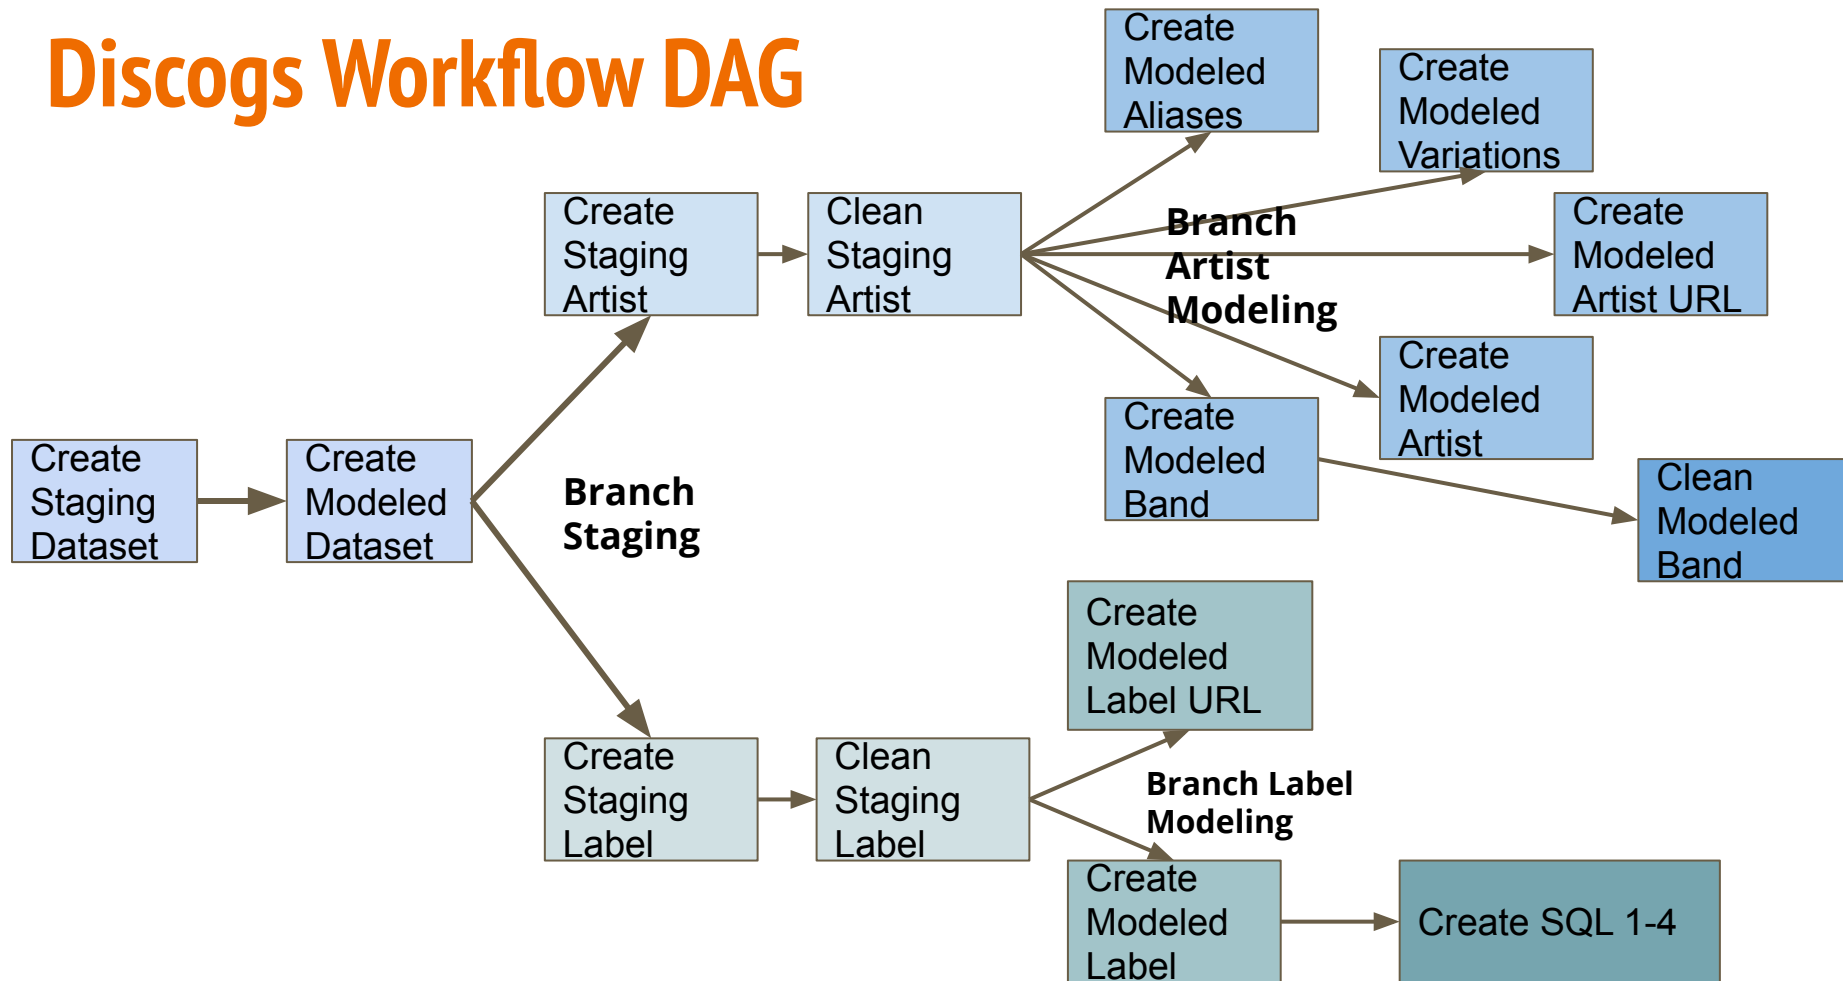 Discogs Workflow DAG
Create
Modeled
Aliases
Create
Modeled
Variations
Create
Staging
Artist
Clean
Staging
Artist
Branch
Artist
Modeling
Create
Modeled
Artist URL
Create
Modeled
Artist
Create
Modeled
Band
Create
Staging
Dataset
Create
Modeled
Dataset
Branch
Staging
Clean
Modeled
Band
Create
Modeled
Label URL
Create
Staging
Label
Clean
Staging
Label
Branch Label
Modeling
Create
Modeled
Label
Create SQL 1-4